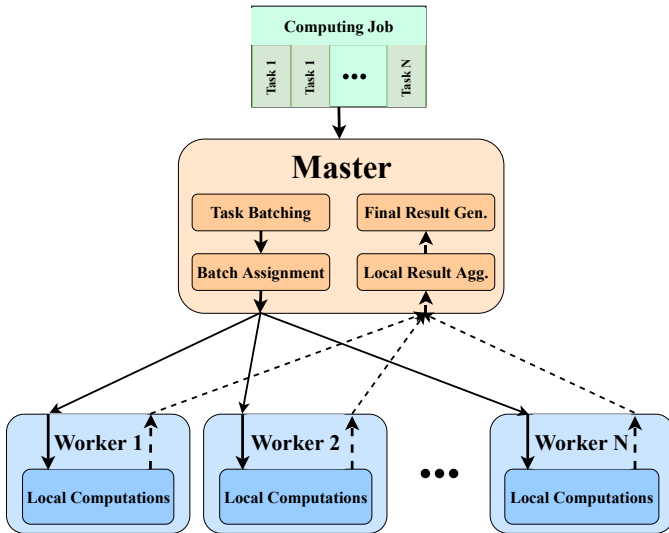 Computing Job
Task 1
Task 1
•••
Task N
Master
Task Batching
Final Result Gen.
Batch Assignment
Local Result Agg.
Worker 1
Worker 2
Worker N
•••
Local Computations
Local Computations
Local Computations